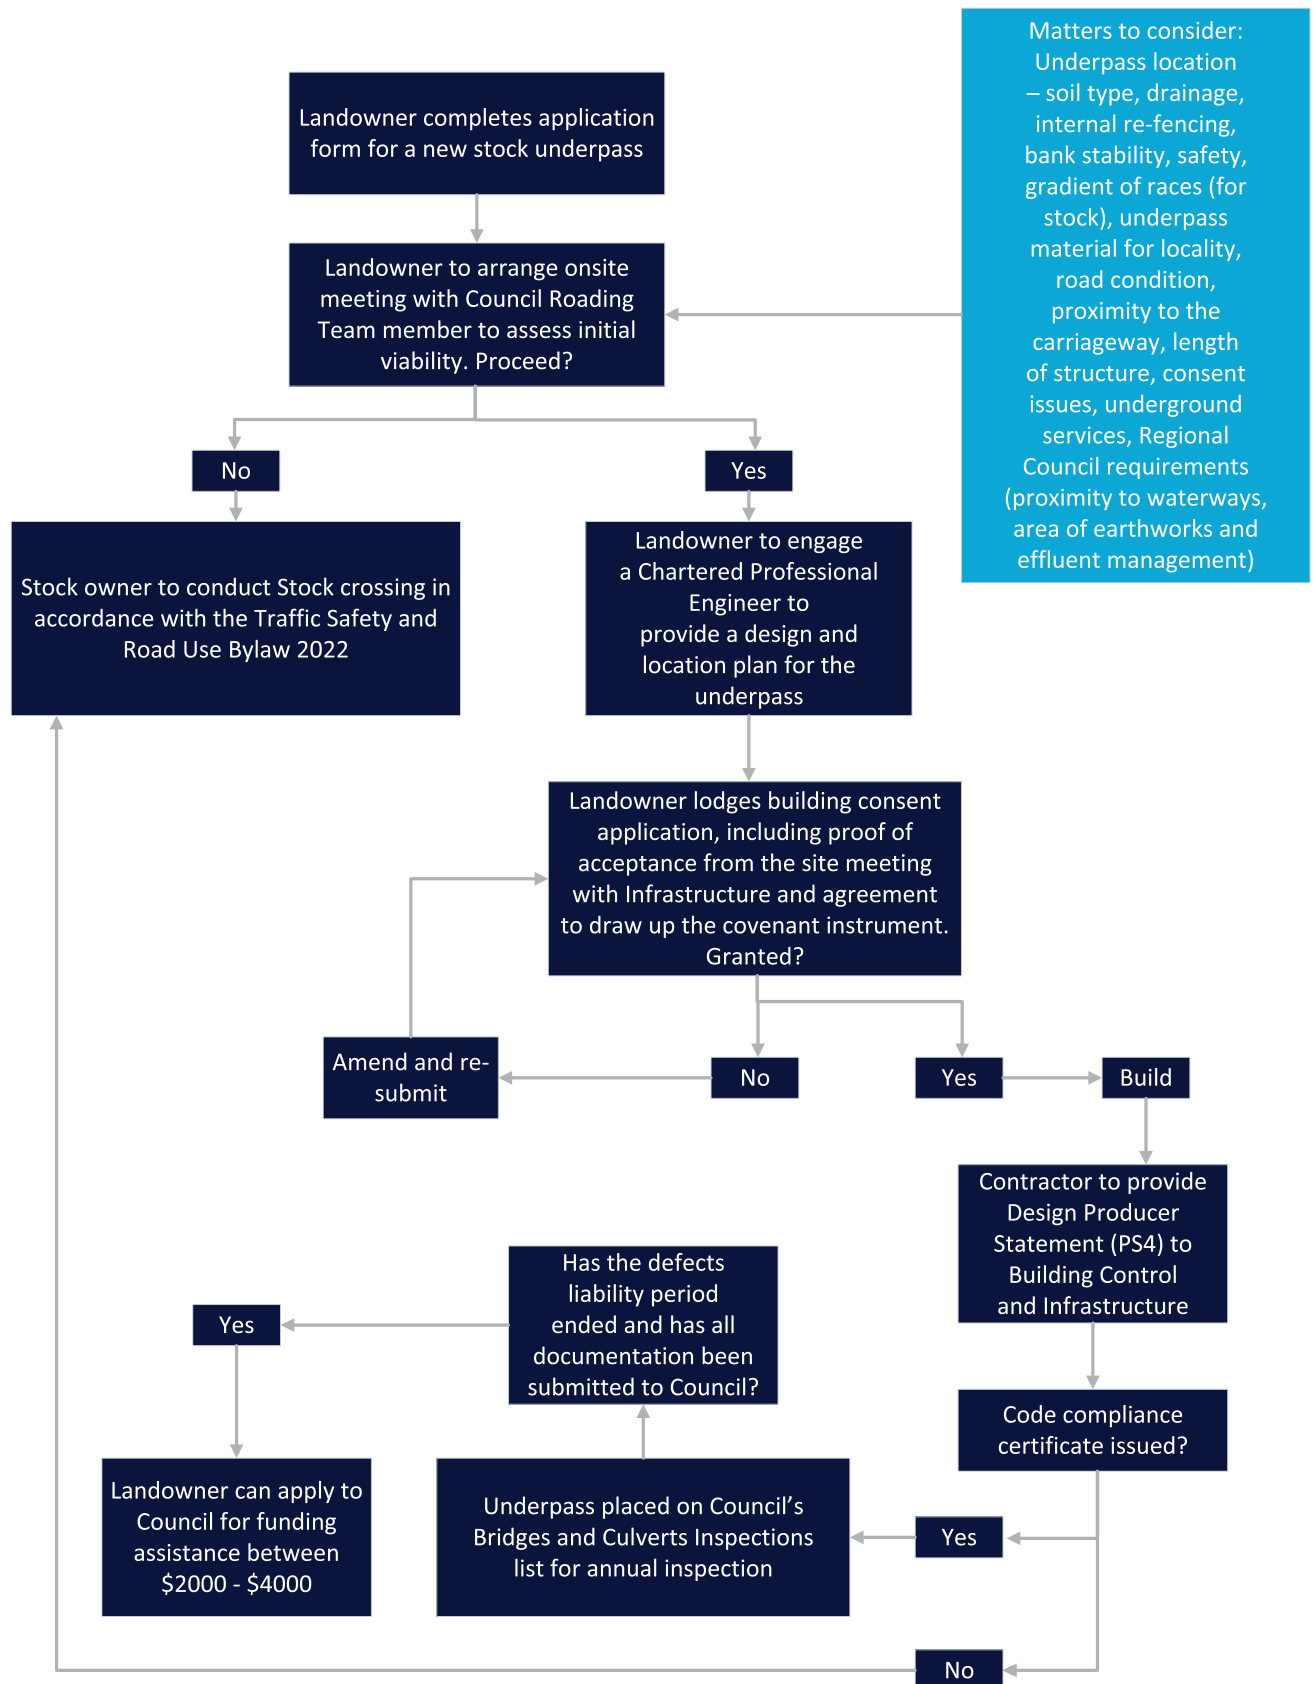 Landowner completes application
form for a new stock underpass
Matters to consider:
Underpass location
– soil type, drainage,
internal re-fencing,
bank stability, safety,
gradient of races (for
stock), underpass
material for locality,
road condition,
proximity to the
carriageway, length
of structure, consent
issues, underground
services, Regional
Council requirements
(proximity to waterways,
area of earthworks and
effluent management)
Landowner to arrange onsite
meeting with Council Roading
Team member to assess initial
viability. Proceed?
No
Yes
Stock owner to conduct Stock crossing in
accordance with the Traffic Safety and
Road Use Bylaw 2022
Landowner to engage
a Chartered Professional
Engineer to
provide a design and
location plan for the
underpass
Landowner lodges building consent
application, including proof of
acceptance from the site meeting
with Infrastructure and agreement
to draw up the covenant instrument.
Granted?
Amend and re-
submit
No
Yes
Build
Contractor to provide
Design Producer
Statement (PS4) to
Building Control
and Infrastructure
Has the defects
liability period
ended and has all
documentation been
submitted to Council?
Yes
Code compliance
certificate issued?
Landowner can apply to
Council for funding
assistance between
$2000 - $4000
Underpass placed on Council’s
Bridges and Culverts Inspections
list for annual inspection
Yes
No